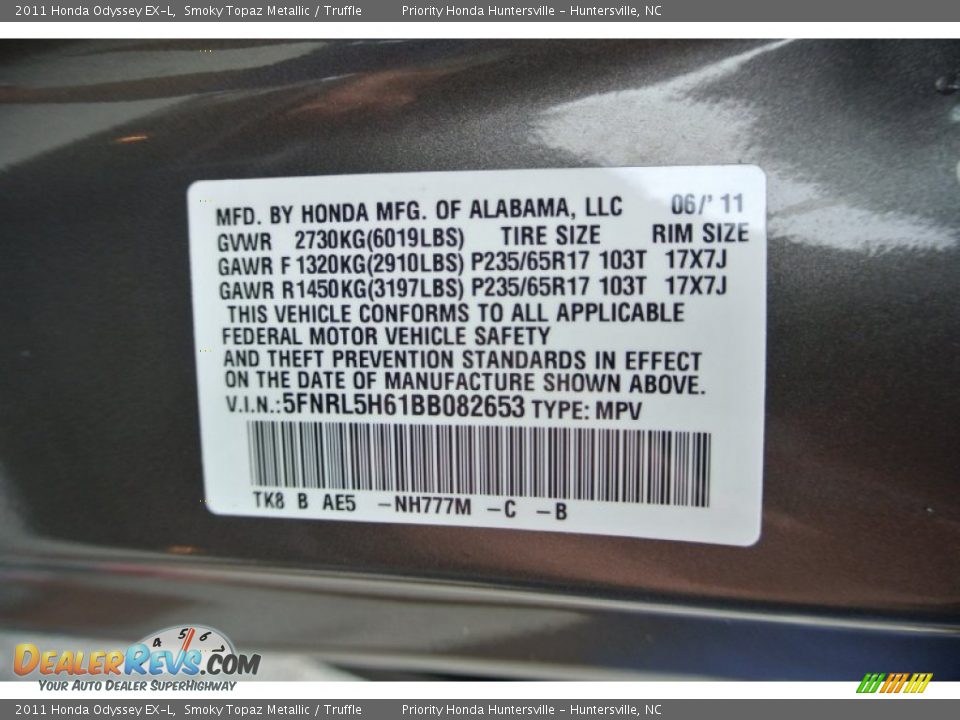 2011 Honda Odyssey EX-L, Smoky Topaz Metallic / Truffle Priority Honda Huntersville - Huntersville, NC
MFD. BY HONDA MFG. OF ALABAMA, LLC 06/'11
GVWR 2730KG(6019LBS) TIRE SIZE RIM SIZE
GAWR F 1320KG(2910LBS) P235/65R17 103T 17X7J
GAWR R1450KG(3197LBS) P235/65R17 103T 17X7J
THIS VEHICLE CONFORMS TO ALL APPLICABLE
FEDERAL MOTOR VEHICLE SAFETY
AND THEFT PREVENTION STANDARDS IN EFFECT
ON THE DATE OF MANUFACTURE SHOWN ABOVE.
V.I.N.:5FNRL5H61BB082653 TYPE: MPV
TK8 B AE5 -NH777M -C -B
4 5 6
DEALERREVS.COM
YOUR AUTO DEALER SUPERHIGHWAY
2011 Honda Odyssey EX-L, Smoky Topaz Metallic / Truffle Priority Honda Huntersville - Huntersville, NC